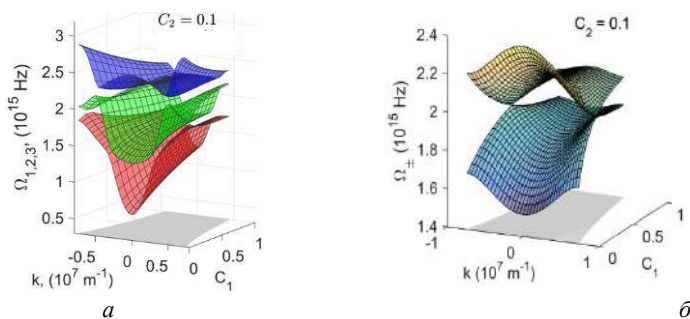 C₂ = 0.1
3
2.5
2
1.5
1
0.5
Ω₁,₂,₃, (10¹⁵ Hz)
-0.5 0 0.5
k, (10⁷ m⁻¹)
0 1
C₁
а
C₂ = 0.1
2.4
2.2
2
1.8
1.6
1.4
Ω± (10¹⁵ Hz)
-1 0 1
k (10⁷ m⁻¹)
0 0.5 1
C₁
б